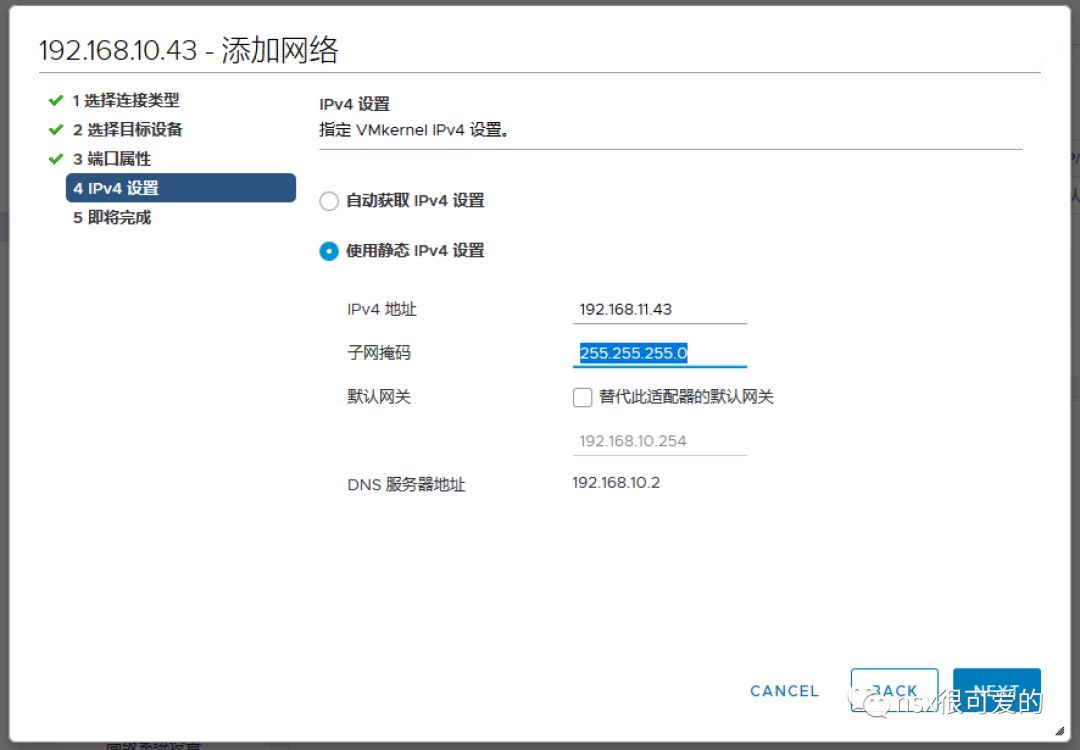 192.168.10.43 - 添加网络
1 选择连接类型
2 选择目标设备
3 端口属性
4 IPv4 设置
5 即将完成
IPv4 设置
指定 VMkernel IPv4 设置。
自动获取 IPv4 设置
使用静态 IPv4 设置
IPv4 地址 192.168.11.43
子网掩码 255.255.255.0
默认网关 替代此适配器的默认网关
192.168.10.254
DNS 服务器地址 192.168.10.2
CANCEL BACK NEXT
nsx很可爱的